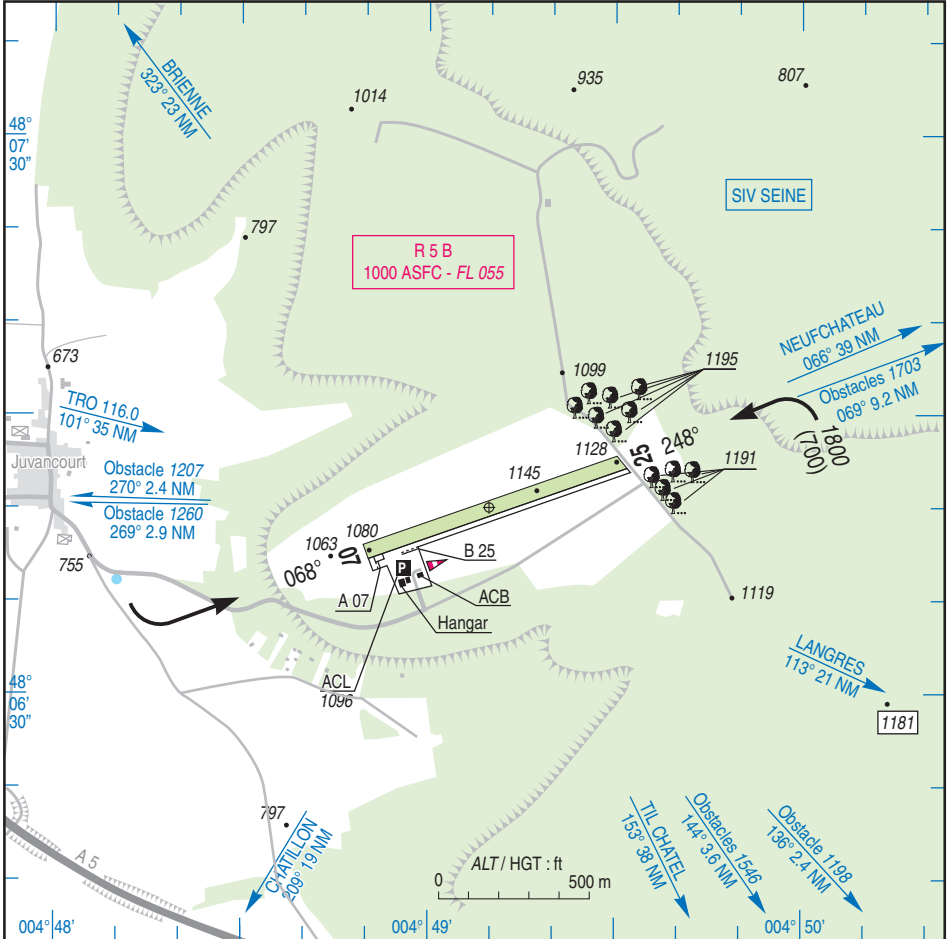 BRIENNE
323° 23 NM
1014
935
807
48°
07'
30"
SIV SEINE
797
R 5 B
1000 ASFC - FL 055
NEUFCHATEAU
066° 39 NM
Obstacles 1703
069° 9.2 NM
673
1099
1195
TRO 116.0
101° 35 NM
1800
(700)
Juvancourt
Obstacle 1207
270° 2.4 NM
Obstacle 1260
269° 2.9 NM
1128
25
248°
1191
1145
1080
1063
07
068°
755
B 25
A 07
ACB
Hangar
1119
ACL
1096
P
LANGRES
113° 21 NM
1181
48°
06'
30"
797
CHATILLON
209° 19 NM
A 5
ALT / HGT : ft
0
500 m
TIL CHATEL
153° 38 NM
Obstacles 1546
144° 3.6 NM
Obstacle 1198
136° 2.4 NM
004° 48'
004° 49'
004° 50'